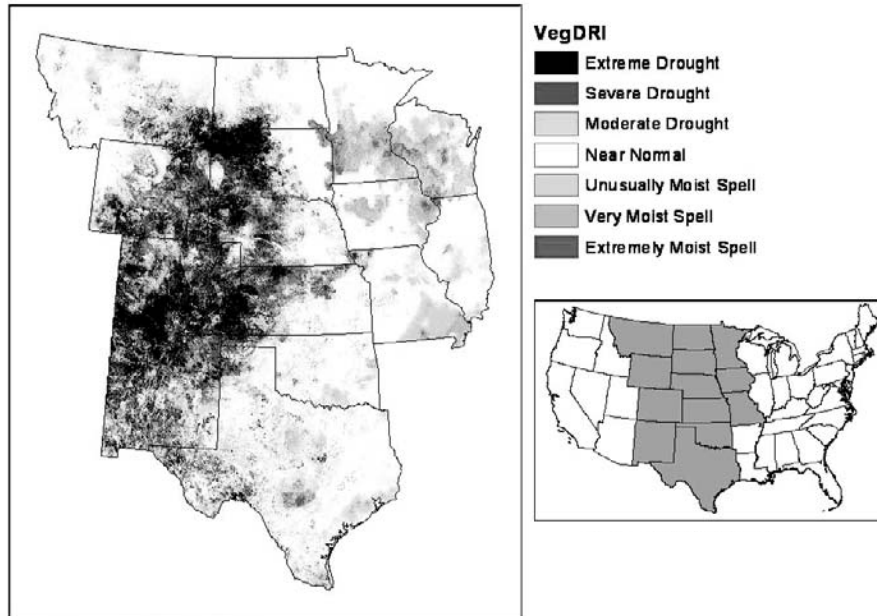 VegDRI
Extreme Drought
Severe Drought
Moderate Drought
Near Normal
Unusually Moist Spell
Very Moist Spell
Extremely Moist Spell